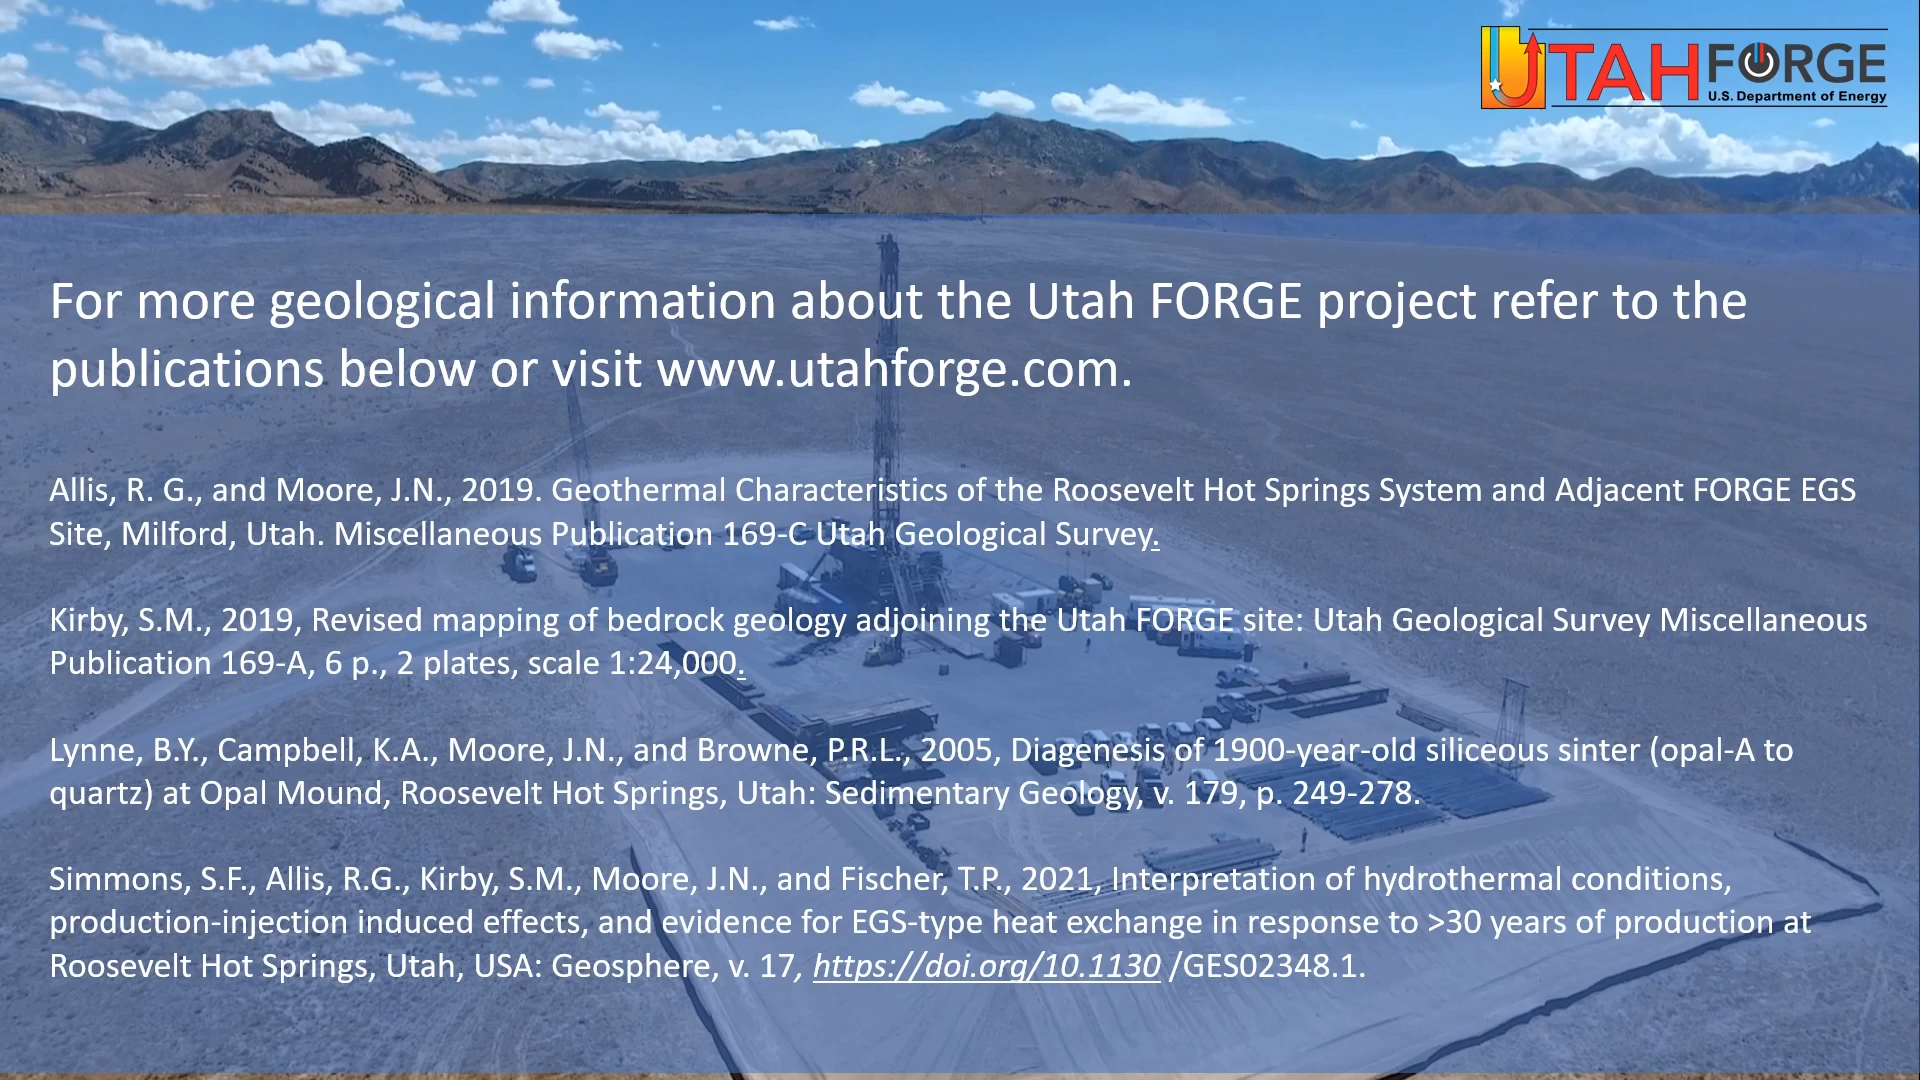 UTAH FORGE
U.S. Department of Energy
For more geological information about the Utah FORGE project refer to the
publications below or visit www.utahforge.com.
Allis, R. G., and Moore, J.N., 2019. Geothermal Characteristics of the Roosevelt Hot Springs System and Adjacent FORGE EGS
Site, Milford, Utah. Miscellaneous Publication 169-C Utah Geological Survey.
Kirby, S.M., 2019, Revised mapping of bedrock geology adjoining the Utah FORGE site: Utah Geological Survey Miscellaneous
Publication 169-A, 6 p., 2 plates, scale 1:24,000.
Lynne, B.Y., Campbell, K.A., Moore, J.N., and Browne, P.R.L., 2005, Diagenesis of 1900-year-old siliceous sinter (opal-A to
quartz) at Opal Mound, Roosevelt Hot Springs, Utah: Sedimentary Geology, v. 179, p. 249-278.
Simmons, S.F., Allis, R.G., Kirby, S.M., Moore, J.N., and Fischer, T.P., 2021, Interpretation of hydrothermal conditions,
production-injection induced effects, and evidence for EGS-type heat exchange in response to >30 years of production at
Roosevelt Hot Springs, Utah, USA: Geosphere, v. 17, https://doi.org/10.1130 /GES02348.1.